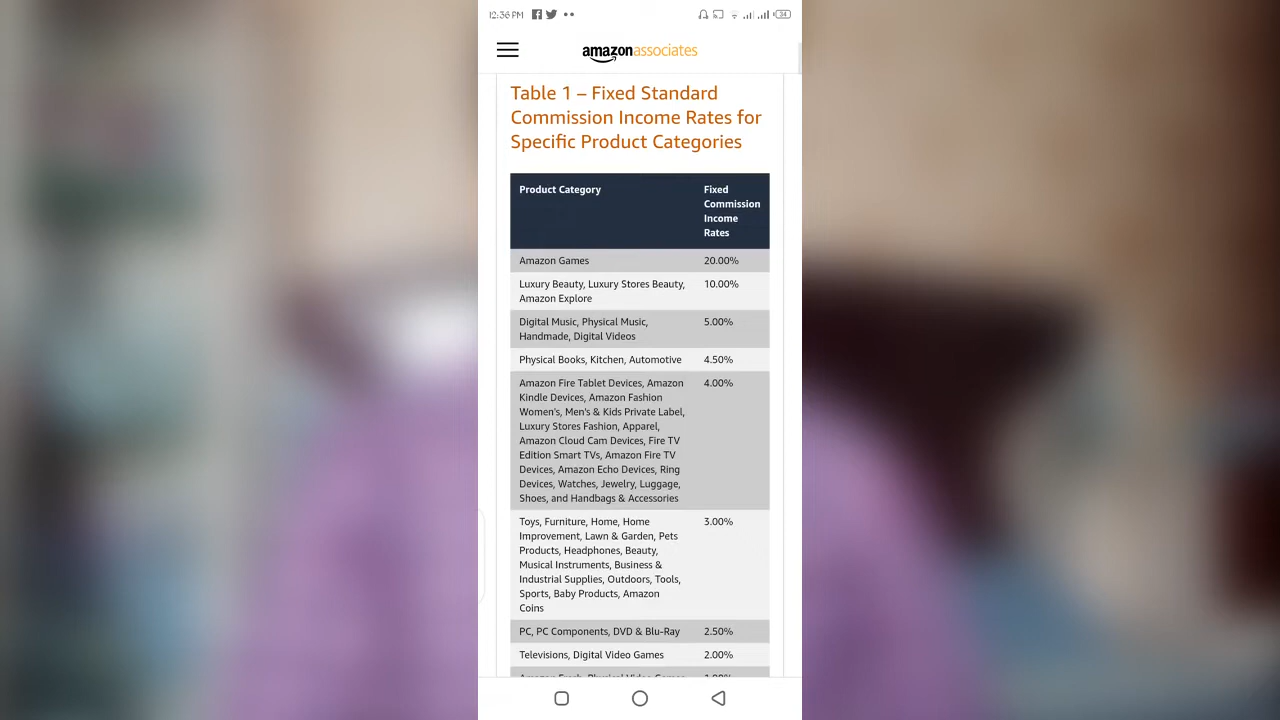 12:36 PM
34
amazonassociates
Table 1 – Fixed Standard
Commission Income Rates for
Specific Product Categories
Product Category
Fixed
Commission
Income
Rates
Amazon Games 20.00%
Luxury Beauty, Luxury Stores Beauty, 10.00%
Amazon Explore
Digital Music, Physical Music, 5.00%
Handmade, Digital Videos
Physical Books, Kitchen, Automotive 4.50%
Amazon Fire Tablet Devices, Amazon 4.00%
Kindle Devices, Amazon Fashion
Women's, Men's & Kids Private Label,
Luxury Stores Fashion, Apparel,
Amazon Cloud Cam Devices, Fire TV
Edition Smart TVs, Amazon Fire TV
Devices, Amazon Echo Devices, Ring
Devices, Watches, Jewelry, Luggage,
Shoes, and Handbags & Accessories
Toys, Furniture, Home, Home 3.00%
Improvement, Lawn & Garden, Pets
Products, Headphones, Beauty,
Musical Instruments, Business &
Industrial Supplies, Outdoors, Tools,
Sports, Baby Products, Amazon
Coins
PC, PC Components, DVD & Blu-Ray 2.50%
Televisions, Digital Video Games 2.00%